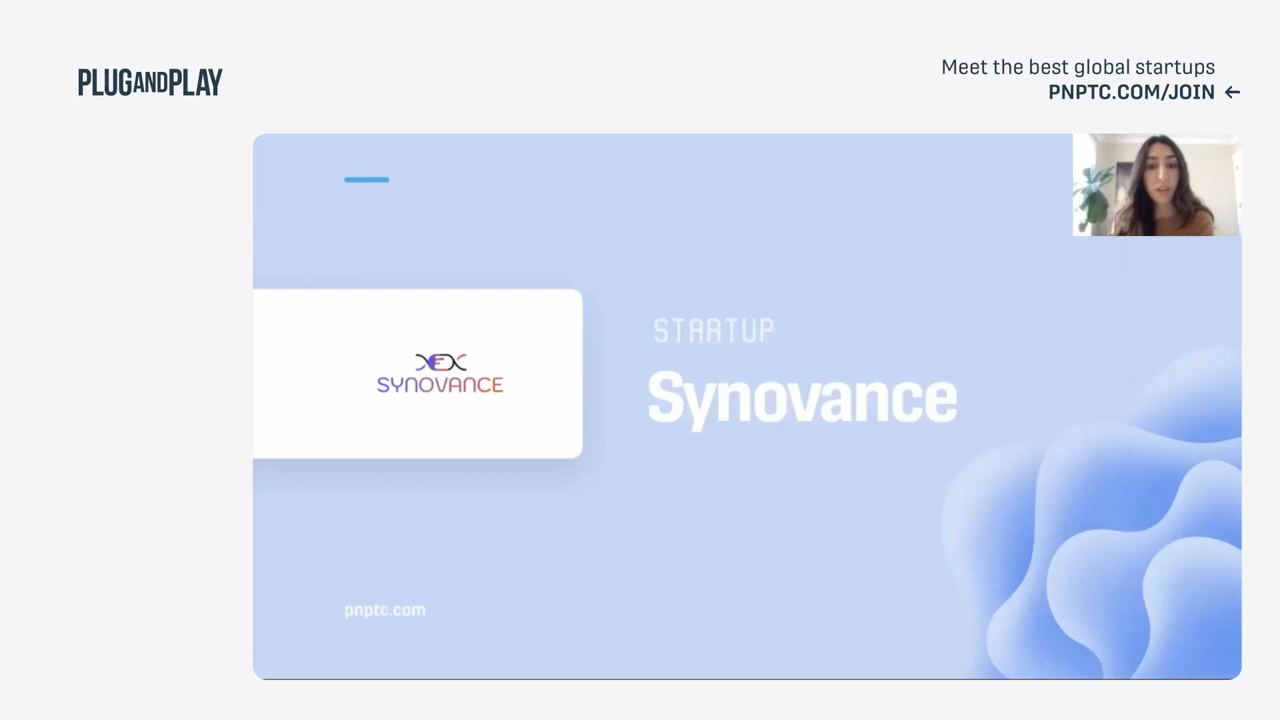 PLUGANDPLAY
Meet the best global startups
PNPTC.COM/JOIN ←
SYNOVANCE
STARTUP
Synovance
pnptc.com